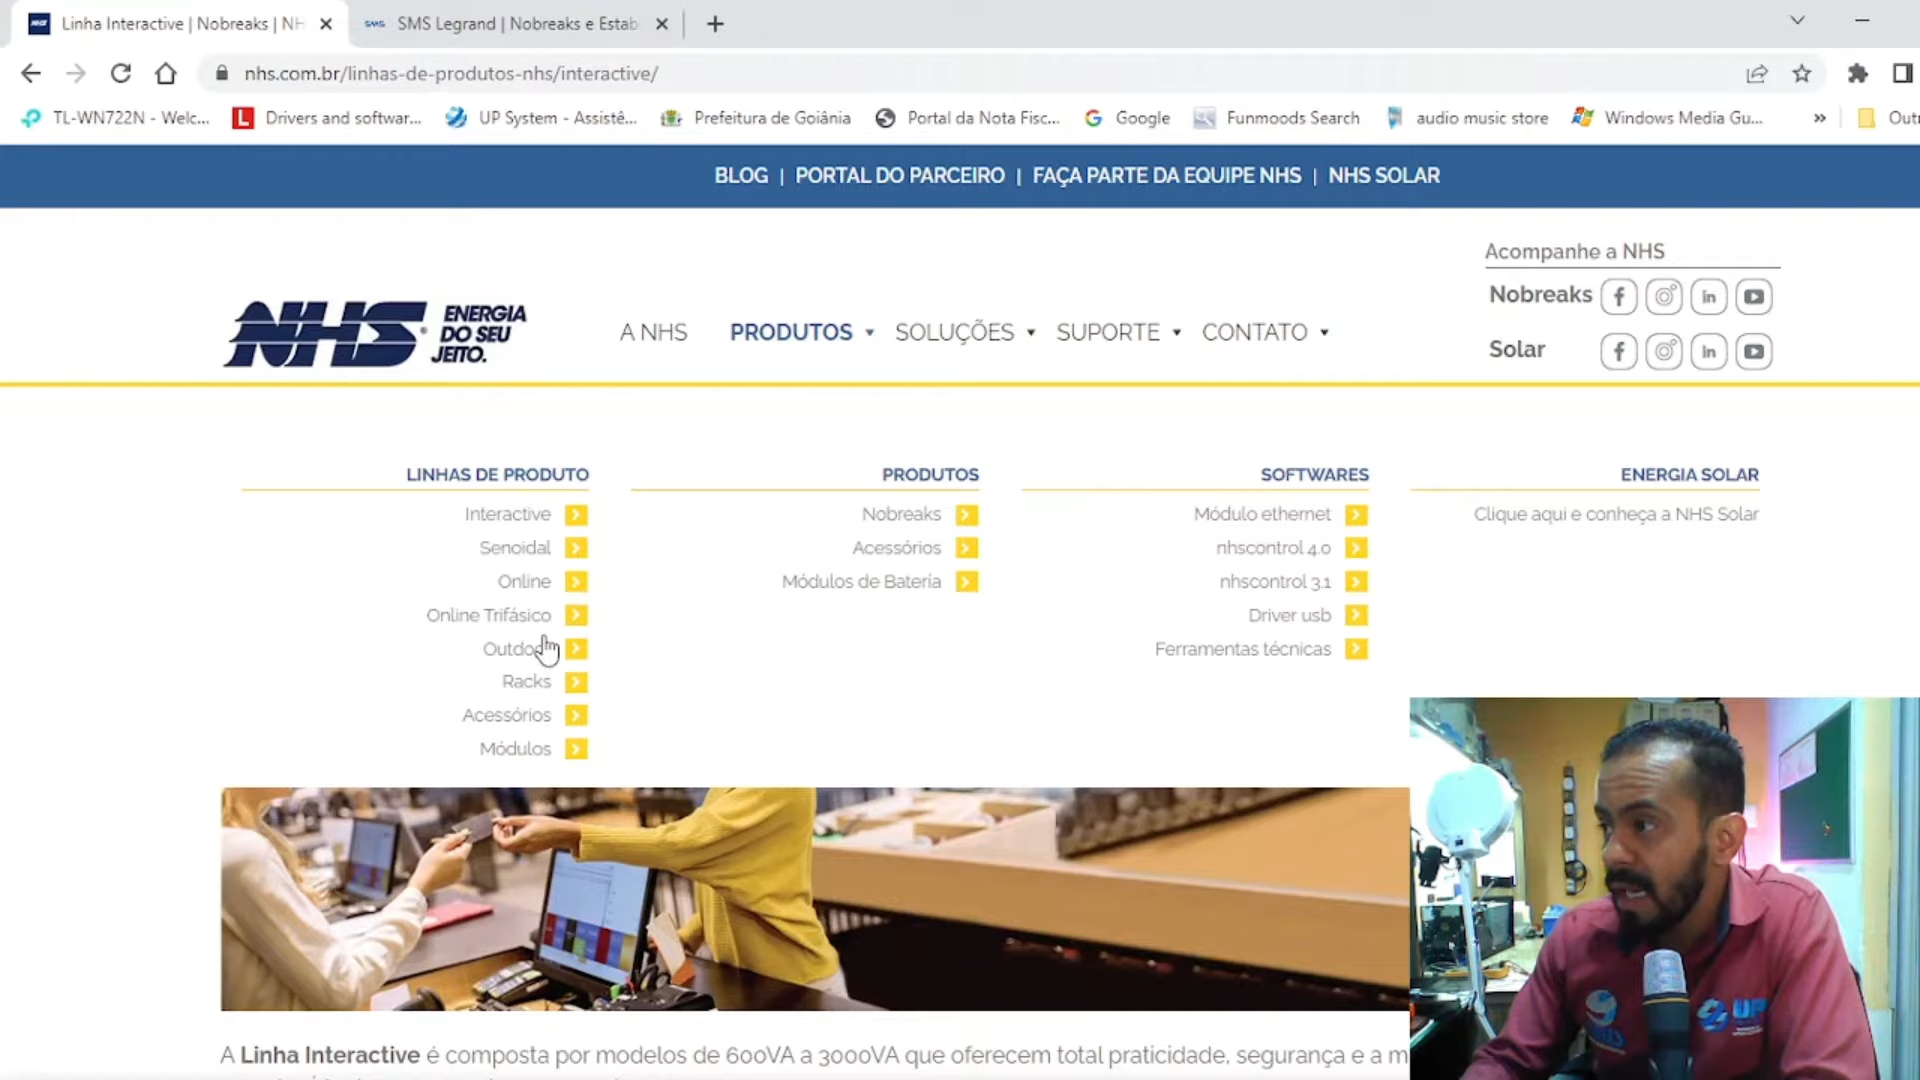 Linha Interactive | Nobreaks | NH
SMS Legrand | Nobreaks e Estab
nhs.com.br/linhas-de-produtos-nhs/interactive/
TL-WN722N - Welc...
Drivers and softwar...
UP System - Assistê...
Prefeitura de Goiânia
Portal da Nota Fisc...
Google
Funmoods Search
audio music store
Windows Media Gu...
»
Outr
BLOG | PORTAL DO PARCEIRO | FAÇA PARTE DA EQUIPE NHS | NHS SOLAR
NHS ENERGIA
DO SEU
JEITO.
A NHS PRODUTOS SOLUÇÕES SUPORTE CONTATO
Acompanhe a NHS
Nobreaks
Solar
LINHAS DE PRODUTO
Interactive
Senoidal
Online
Online Trifásico
Outdo
Racks
Acessórios
Módulos
PRODUTOS
Nobreaks
Acessórios
Módulos de Bateria
SOFTWARES
Módulo ethernet
nhscontrol 4.0
nhscontrol 3.1
Driver usb
Ferramentas técnicas
ENERGIA SOLAR
Clique aqui e conheça a NHS Solar
A Linha Interactive é composta por modelos de 600VA a 3000VA que oferecem total praticidade, segurança e a m
UP